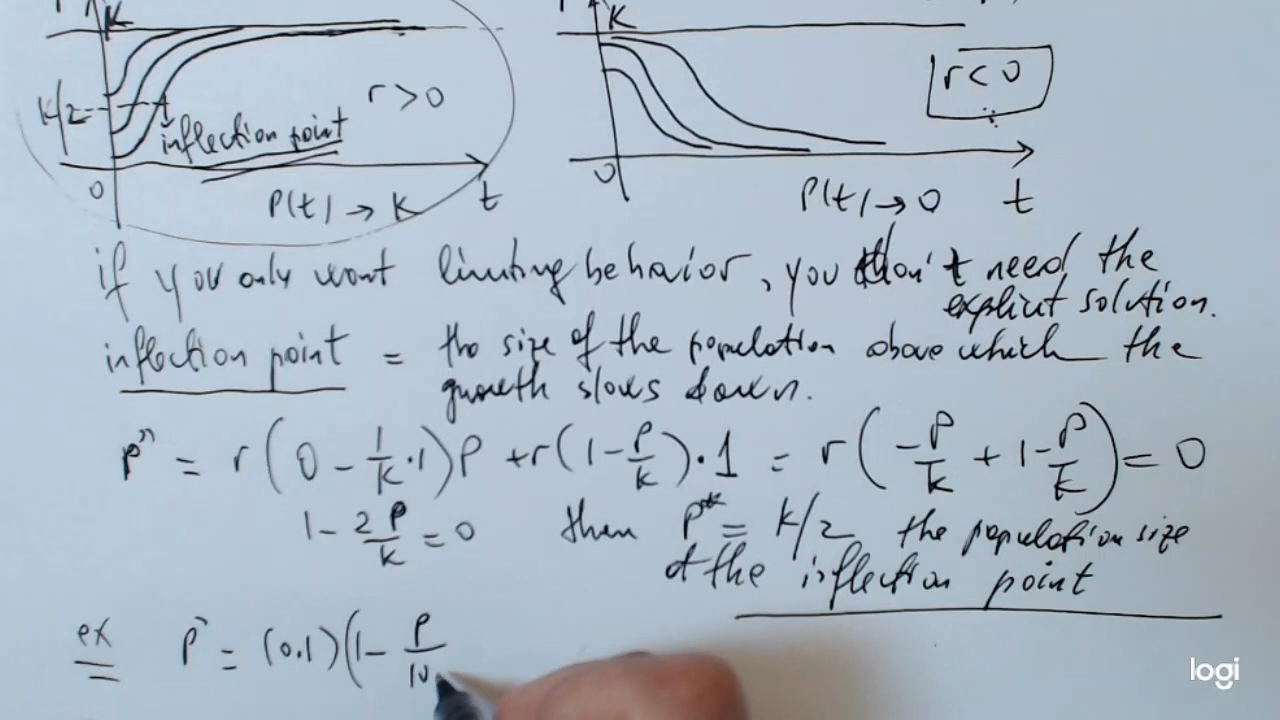 K
K
K/2
r > 0
r < 0
inflection point
0
P(t) → K
t
0
P(t) → 0
t
if you only want limiting behavior, you don't need the
explicit solution.
inflection point = the size of the population above which the
growth slows down.
P" = r(0 - 1/K · 1)P + r(1 - P/K) · 1 = r(-P/K + 1 - P/K) = 0
1 - 2P/K = 0 then P* = K/2 the population size
at the inflection point
ex P' = (0.1)(1 - P/10
logi